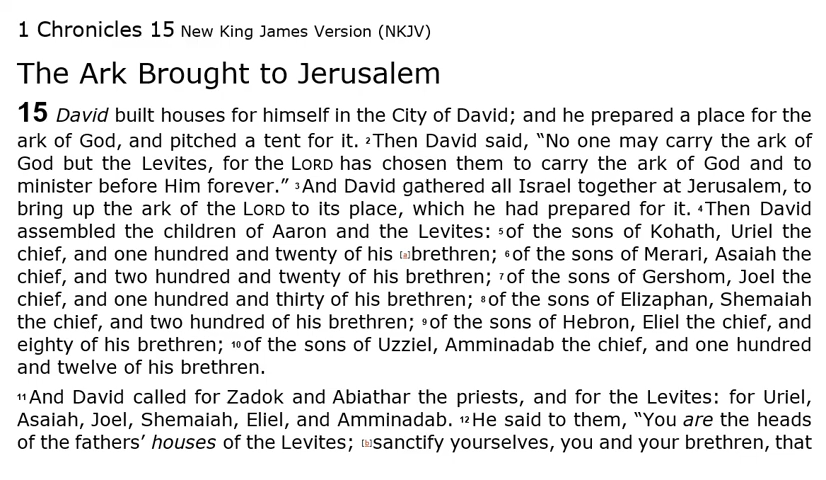 1 Chronicles 15 New King James Version (NKJV)
The Ark Brought to Jerusalem
15 David built houses for himself in the City of David; and he prepared a place for the
ark of God, and pitched a tent for it. 2 Then David said, “No one may carry the ark of
God but the Levites, for the LORD has chosen them to carry the ark of God and to
minister before Him forever.” 3 And David gathered all Israel together at Jerusalem, to
bring up the ark of the LORD to its place, which he had prepared for it. 4 Then David
assembled the children of Aaron and the Levites: 5 of the sons of Kohath, Uriel the
chief, and one hundred and twenty of his [a]brethren; 6 of the sons of Merari, Asaiah the
chief, and two hundred and twenty of his brethren; 7 of the sons of Gershom, Joel the
chief, and one hundred and thirty of his brethren; 8 of the sons of Elizaphan, Shemaiah
the chief, and two hundred of his brethren; 9 of the sons of Hebron, Eliel the chief, and
eighty of his brethren; 10 of the sons of Uzziel, Amminadab the chief, and one hundred
and twelve of his brethren.
11 And David called for Zadok and Abiathar the priests, and for the Levites: for Uriel,
Asaiah, Joel, Shemaiah, Eliel, and Amminadab. 12 He said to them, “You are the heads
of the fathers’ houses of the Levites; [b]sanctify yourselves, you and your brethren, that